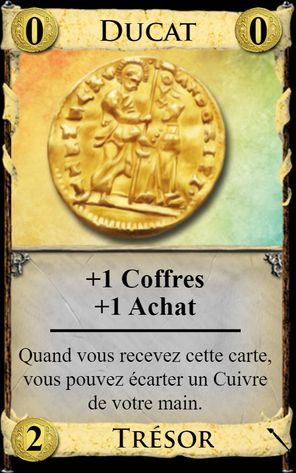 0 DUCAT 0
+1 Coffres
+1 Achat
Quand vous recevez cette carte,
vous pouvez écarter un Cuivre
de votre main.
2 TRÉSOR